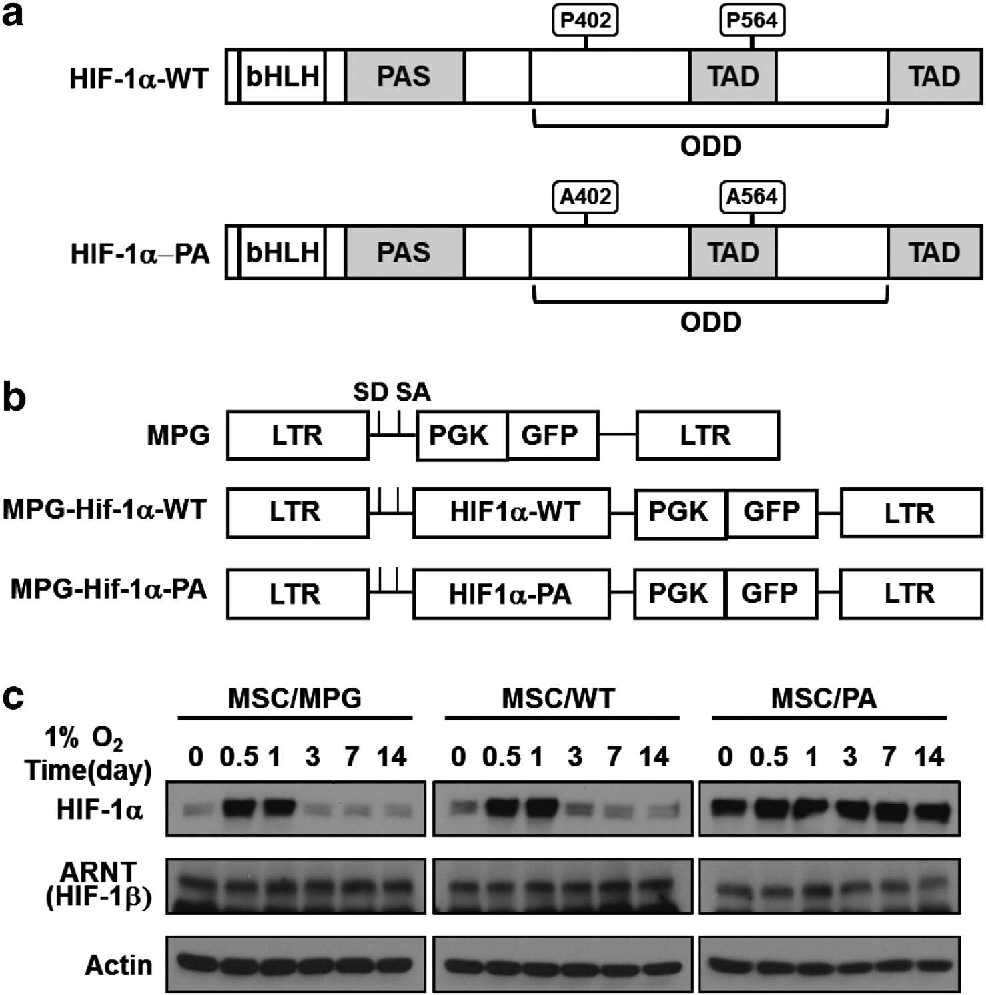 a
P402 P564
HIF-1α-WT bHLH PAS TAD TAD
ODD
A402 A564
HIF-1α–PA bHLH PAS TAD TAD
ODD
b
SD SA
MPG LTR PGK GFP LTR
MPG-Hif-1α-WT LTR HIF1α-WT PGK GFP LTR
MPG-Hif-1α-PA LTR HIF1α-PA PGK GFP LTR
c
MSC/MPG MSC/WT MSC/PA
1% O₂
Time(day) 0 0.5 1 3 7 14 0 0.5 1 3 7 14 0 0.5 1 3 7 14
HIF-1α
ARNT
(HIF-1β)
Actin